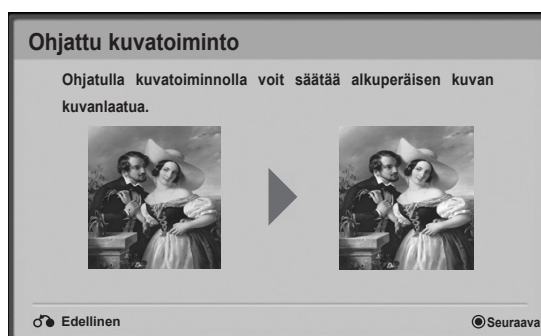 Ohjattu kuvatoiminto
Ohjatulla kuvatoiminnolla voit säätää alkuperäisen kuvan
kuvanlaatua.
Edellinen
Seuraava